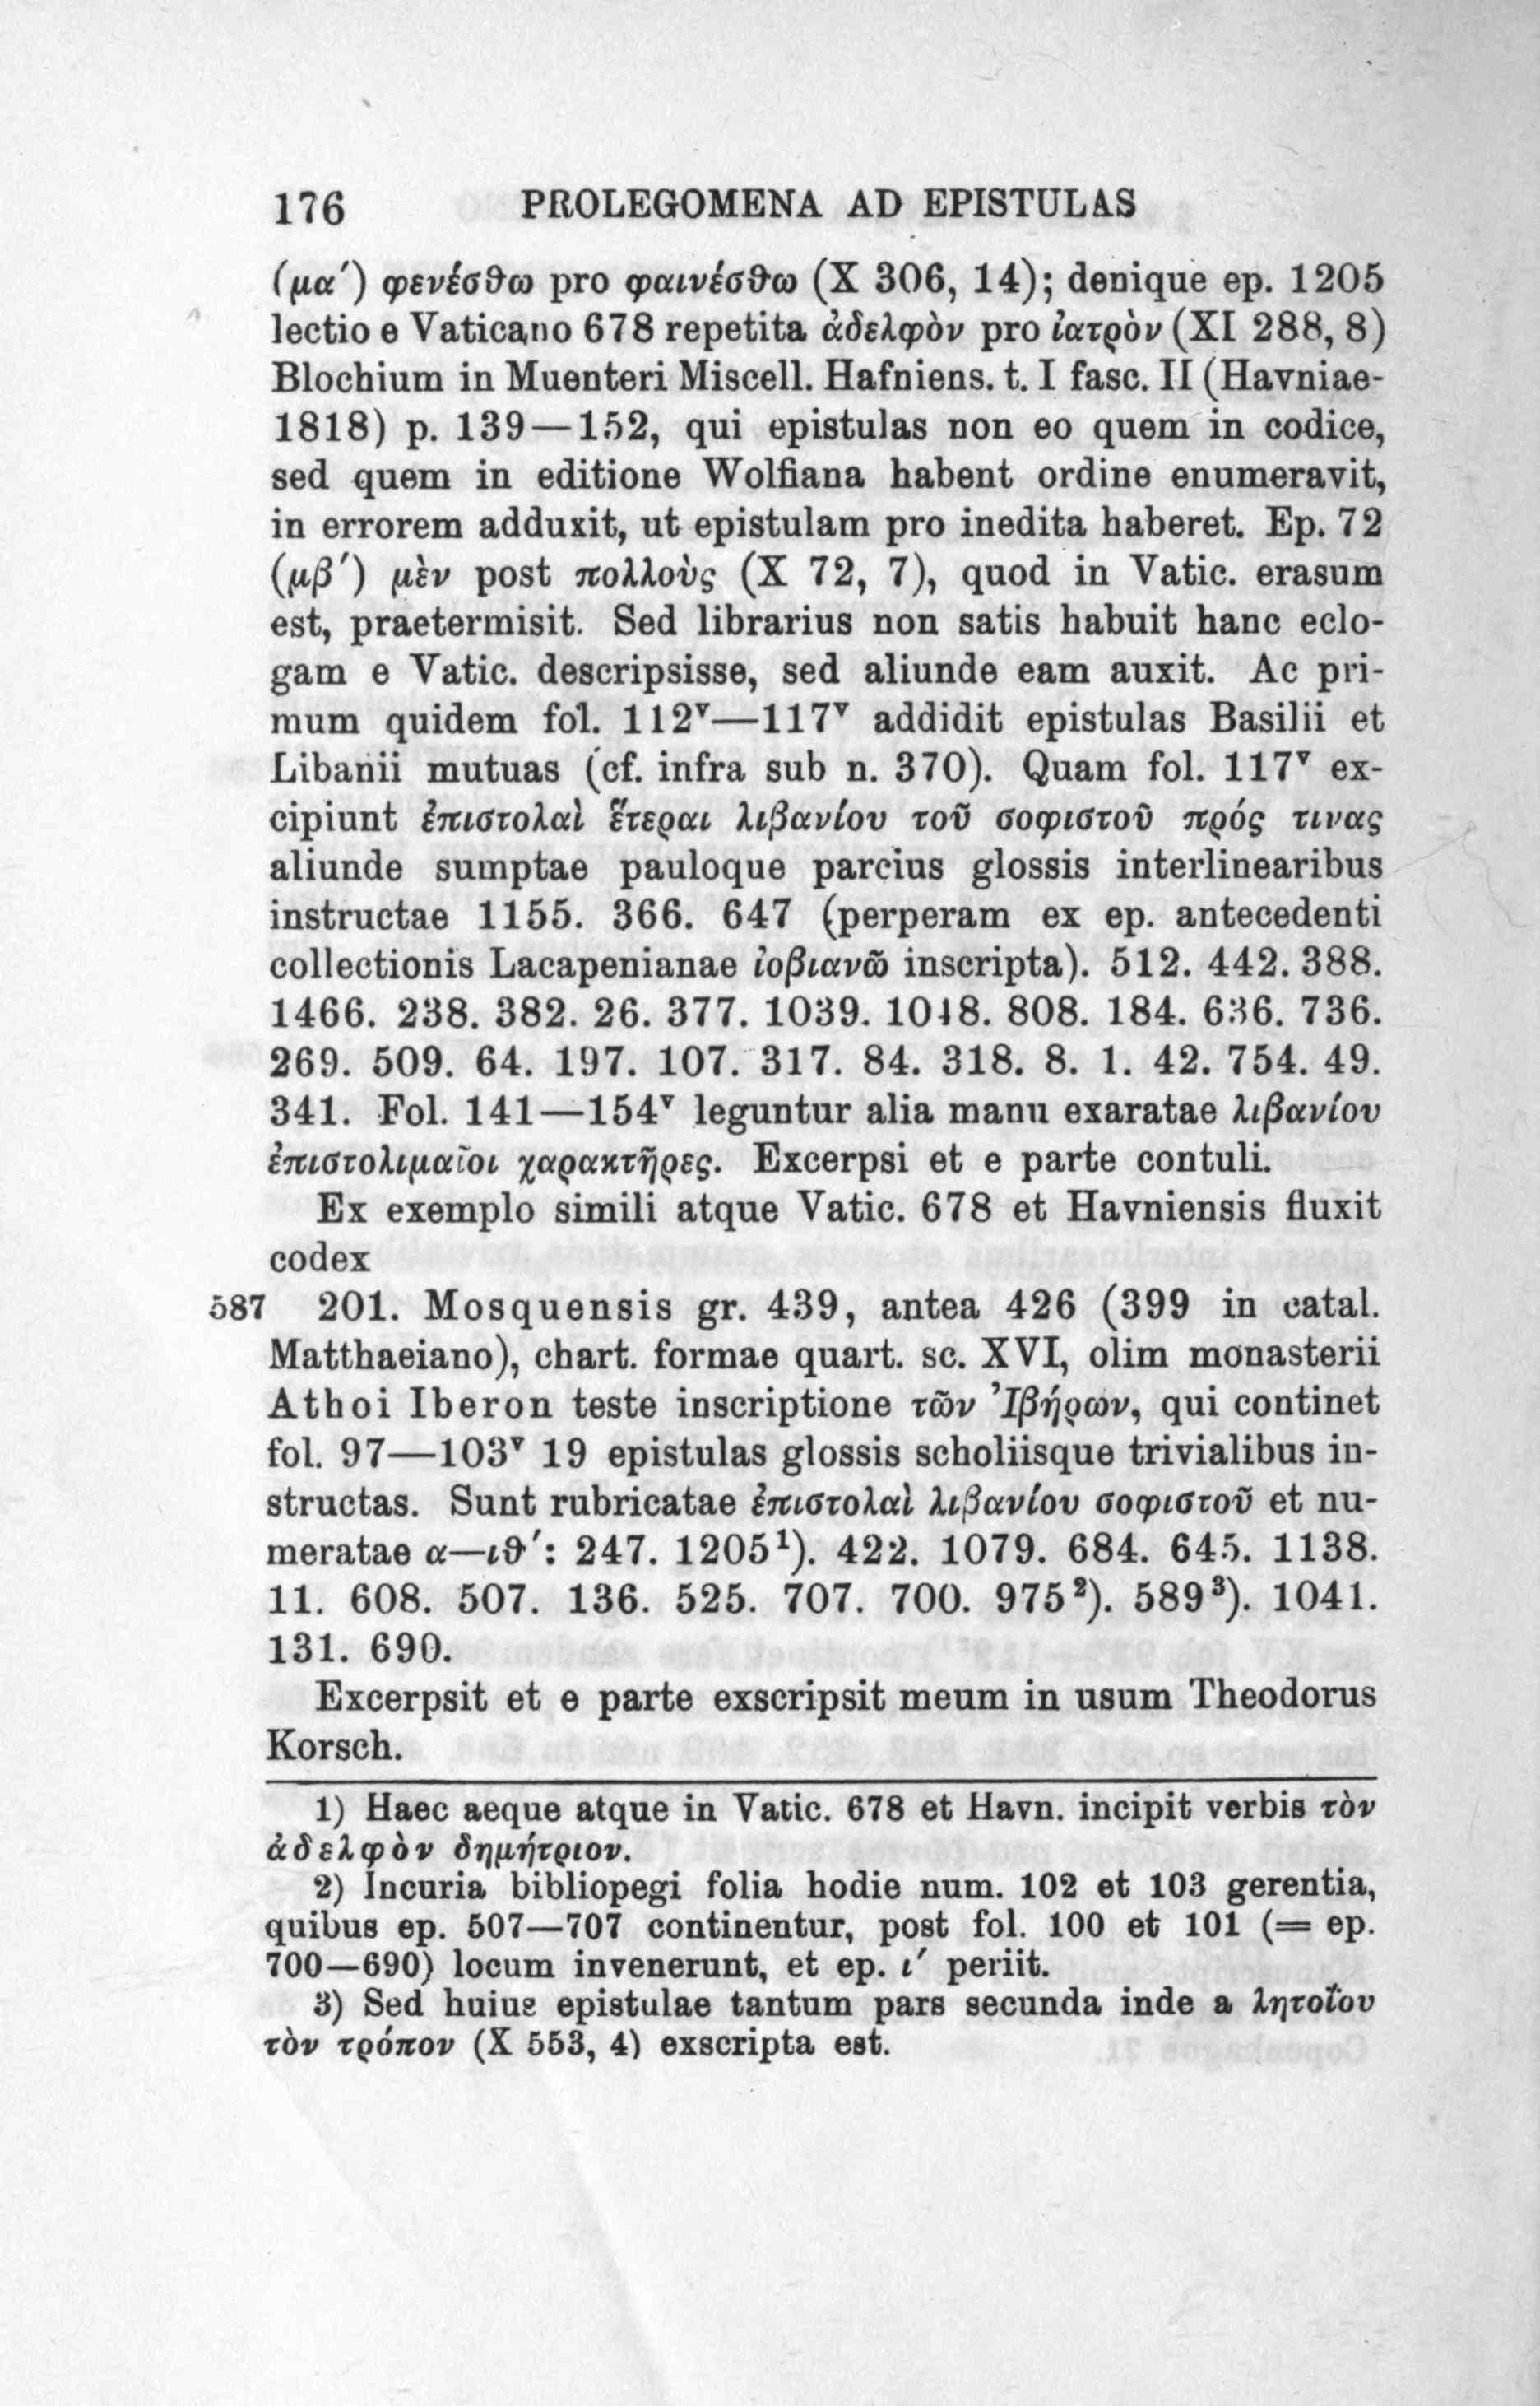 176 PROLEGOMENA AD EPISTULAS
(μα′) φενέσϑω pro φαινέσϑω (X 306, 14); denique ep. 1205
lectio e Vaticano 678 repetita ἀδελφὸν pro ἰατρὸν (XI 288, 8)
Blochium in Muenteri Miscell. Hafniens. t. I fasc. II (Havniae-
1818) p. 139—152, qui epistulas non eo quem in codice,
sed quem in editione Wolfiana habent ordine enumeravit,
in errorem adduxit, ut epistulam pro inedita haberet. Ep. 72
(μβ′) μὲν post πολλοὺς (X 72, 7), quod in Vatic. erasum
est, praetermisit. Sed librarius non satis habuit hanc eclo-
gam e Vatic. descripsisse, sed aliunde eam auxit. Ac pri-
mum quidem fol. 112ᵛ—117ᵛ addidit epistulas Basilii et
Libanii mutuas (cf. infra sub n. 370). Quam fol. 117ᵛ ex-
cipiunt ἐπιστολαὶ ἕτεραι λιβανίου τοῦ σοφιστοῦ πρός τινας
aliunde sumptae pauloque parcius glossis interlinearibus
instructae 1155. 366. 647 (perperam ex ep. antecedenti
collectionis Lacapenianae ἰοβιανῶ inscripta). 512. 442. 388.
1466. 238. 382. 26. 377. 1039. 1048. 808. 184. 636. 736.
269. 509. 64. 197. 107. 317. 84. 318. 8. 1. 42. 754. 49.
341. Fol. 141—154ᵛ leguntur alia manu exaratae λιβανίου
ἐπιστολιμαῖοι χαρακτῆρες. Excerpsi et e parte contuli.
Ex exemplo simili atque Vatic. 678 et Havniensis fluxit
codex
587 201. Mosquensis gr. 439, antea 426 (399 in catal.
Matthaeiano), chart. formae quart. sc. XVI, olim monasterii
Athoi Iberon teste inscriptione τῶν Ἰβήρων, qui continet
fol. 97—103ᵛ 19 epistulas glossis scholiisque trivialibus in-
structas. Sunt rubricatae ἐπιστολαὶ λιβανίου σοφιστοῦ et nu-
meratae α—ιϑ′: 247. 1205¹). 422. 1079. 684. 645. 1138.
11. 608. 507. 136. 525. 707. 700. 975²). 589³). 1041.
131. 690.
Excerpsit et e parte exscripsit meum in usum Theodorus
Korsch.
1) Haec aeque atque in Vatic. 678 et Havn. incipit verbis τὸν
ἀδελφὸν δημήτριον.
2) Incuria bibliopegi folia hodie num. 102 et 103 gerentia,
quibus ep. 507—707 continentur, post fol. 100 et 101 (= ep.
700—690) locum invenerunt, et ep. ι′ periit.
3) Sed huius epistulae tantum pars secunda inde a λητοΐου
τὸν τρόπον (X 553, 4) exscripta est.